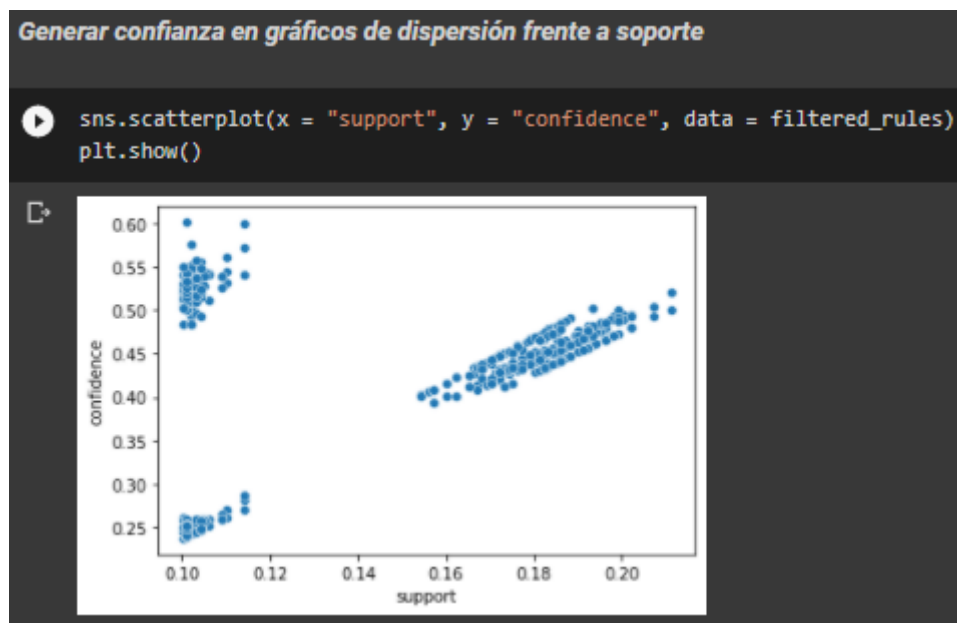 Generar confianza en gráficos de dispersión frente a soporte
sns.scatterplot(x = "support", y = "confidence", data = filtered_rules)
plt.show()
0.60
0.55
0.50
0.45
0.40
0.35
0.30
0.25
confidence
0.10 0.12 0.14 0.16 0.18 0.20
support